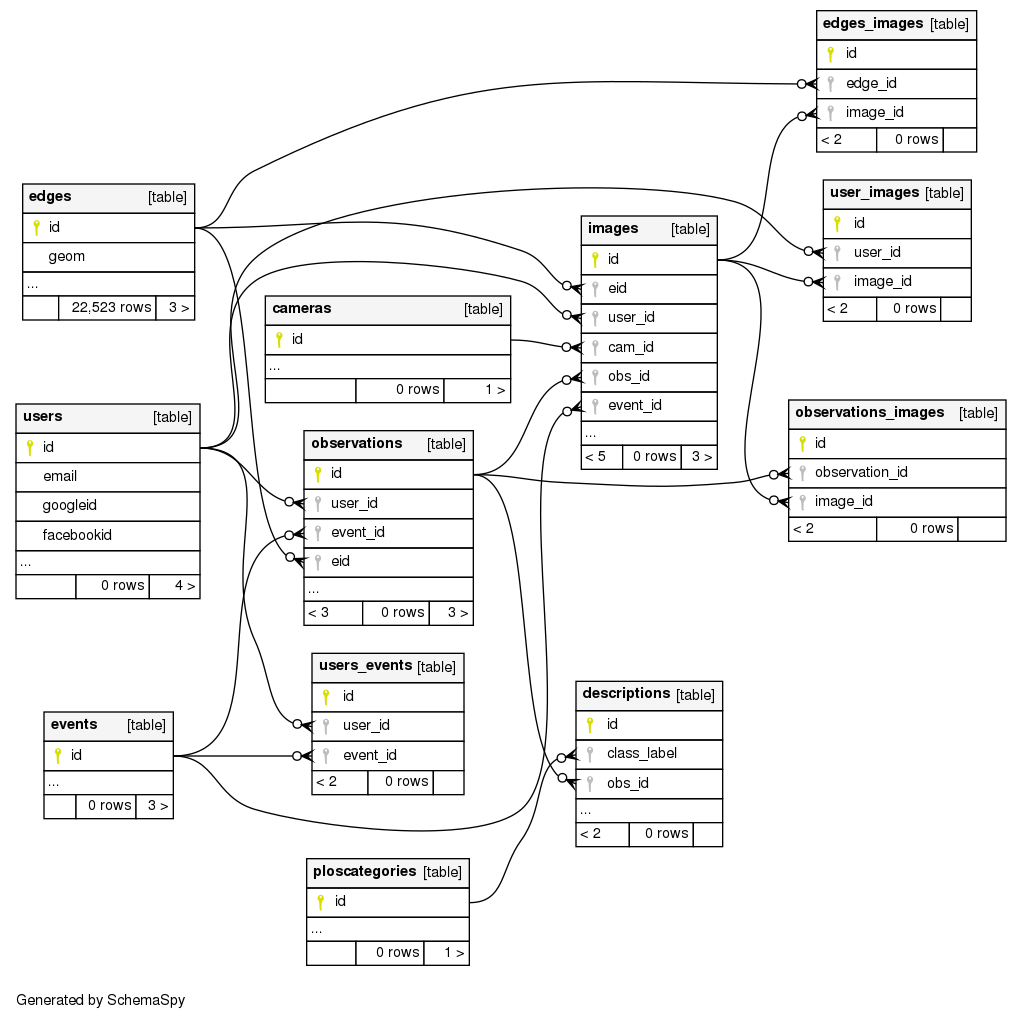 edges_images [table]
id
edge_id
image_id
< 2 0 rows
edges [table]
id
geom
...
22,523 rows 3 >
user_images [table]
id
user_id
image_id
< 2 0 rows
images [table]
id
eid
user_id
cam_id
obs_id
event_id
...
< 5 0 rows 3 >
cameras [table]
id
...
0 rows 1 >
users [table]
id
email
googleid
facebookid
...
0 rows 4 >
observations [table]
id
user_id
event_id
eid
...
< 3 0 rows 3 >
observations_images [table]
id
observation_id
image_id
< 2 0 rows
users_events [table]
id
user_id
event_id
< 2 0 rows
descriptions [table]
id
class_label
obs_id
...
< 2 0 rows
events [table]
id
...
0 rows 3 >
ploscategories [table]
id
...
0 rows 1 >
Generated by SchemaSpy